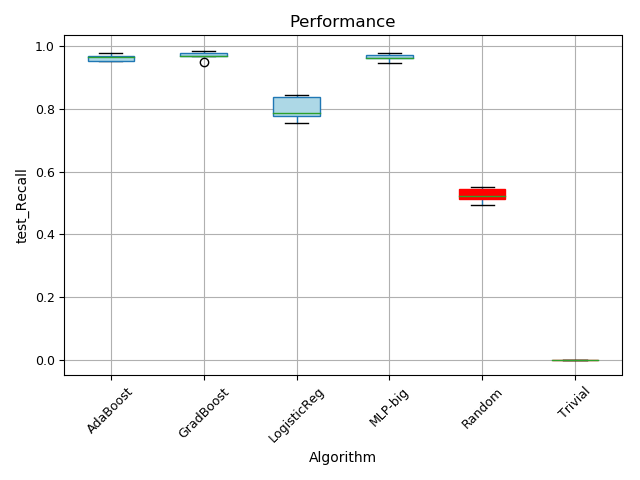 Performance
1.0
0.8
0.6
0.4
0.2
0.0
test_Recall
AdaBoost
GradBoost
LogisticReg
MLP-big
Random
Trivial
Algorithm